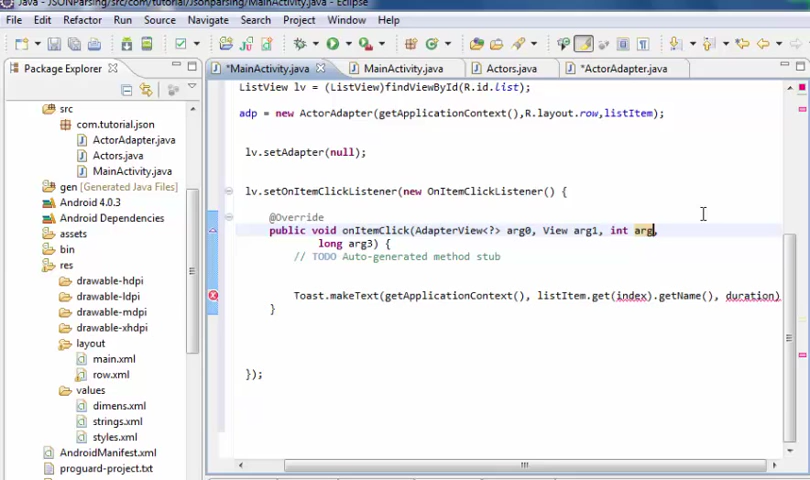 Java - JSONParsing/src/com/tutorial/Jsonparsing/MainActivity.java - Eclipse
File Edit Refactor Run Source Navigate Search Project Window Help
Package Explorer
*MainActivity.java MainActivity.java Actors.java *ActorAdapter.java
src
com.tutorial.json
ActorAdapter.java
Actors.java
MainActivity.java
gen [Generated Java Files]
Android 4.0.3
Android Dependencies
assets
bin
res
drawable-hdpi
drawable-ldpi
drawable-mdpi
drawable-xhdpi
layout
main.xml
row.xml
values
dimens.xml
strings.xml
styles.xml
AndroidManifest.xml
proguard-project.txt
ListView lv = (ListView)findViewById(R.id.list);
adp = new ActorAdapter(getApplicationContext(),R.layout.row,listItem);
lv.setAdapter(null);
lv.setOnItemClickListener(new OnItemClickListener() {
@Override
public void onItemClick(AdapterView<?> arg0, View arg1, int arg,
long arg3) {
// TODO Auto-generated method stub
Toast.makeText(getApplicationContext(), listItem.get(index).getName(), duration)
}
});